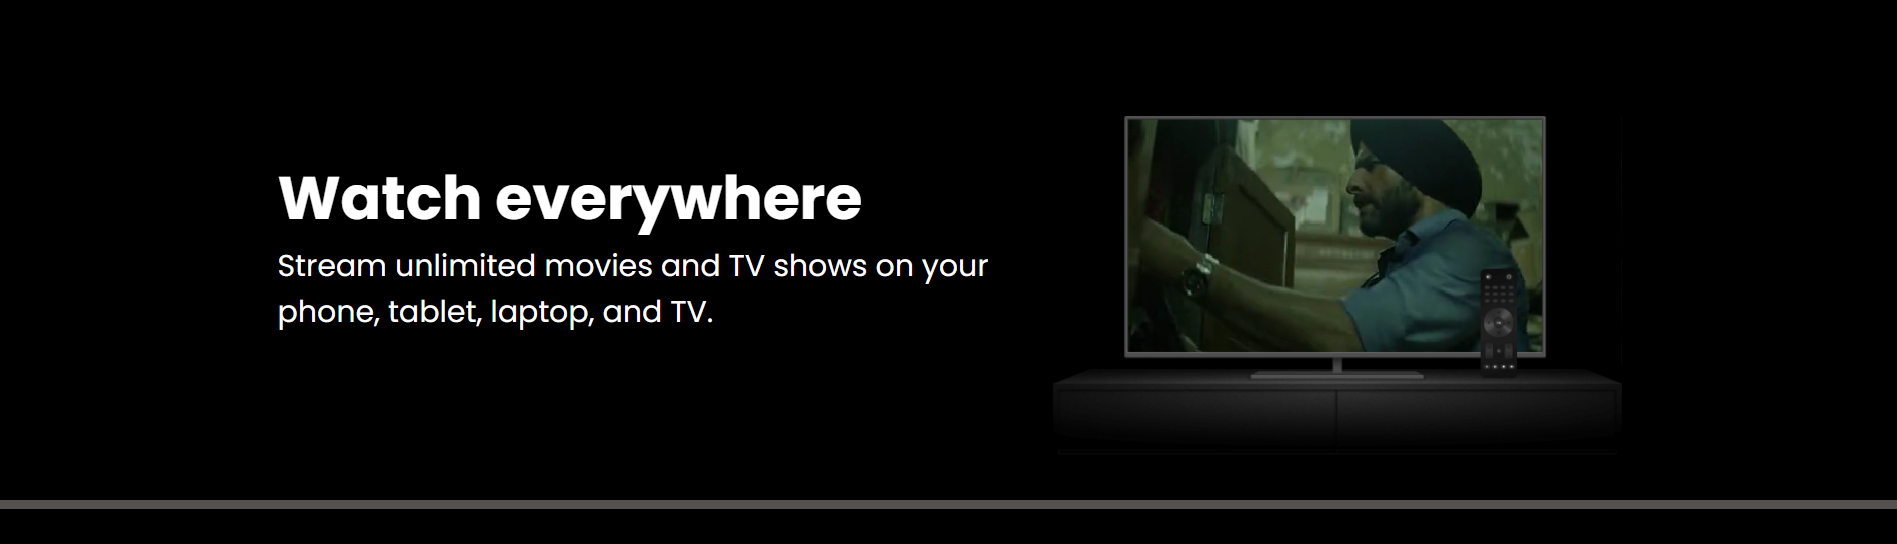 Watch everywhere
Stream unlimited movies and TV shows on your
phone, tablet, laptop, and TV.